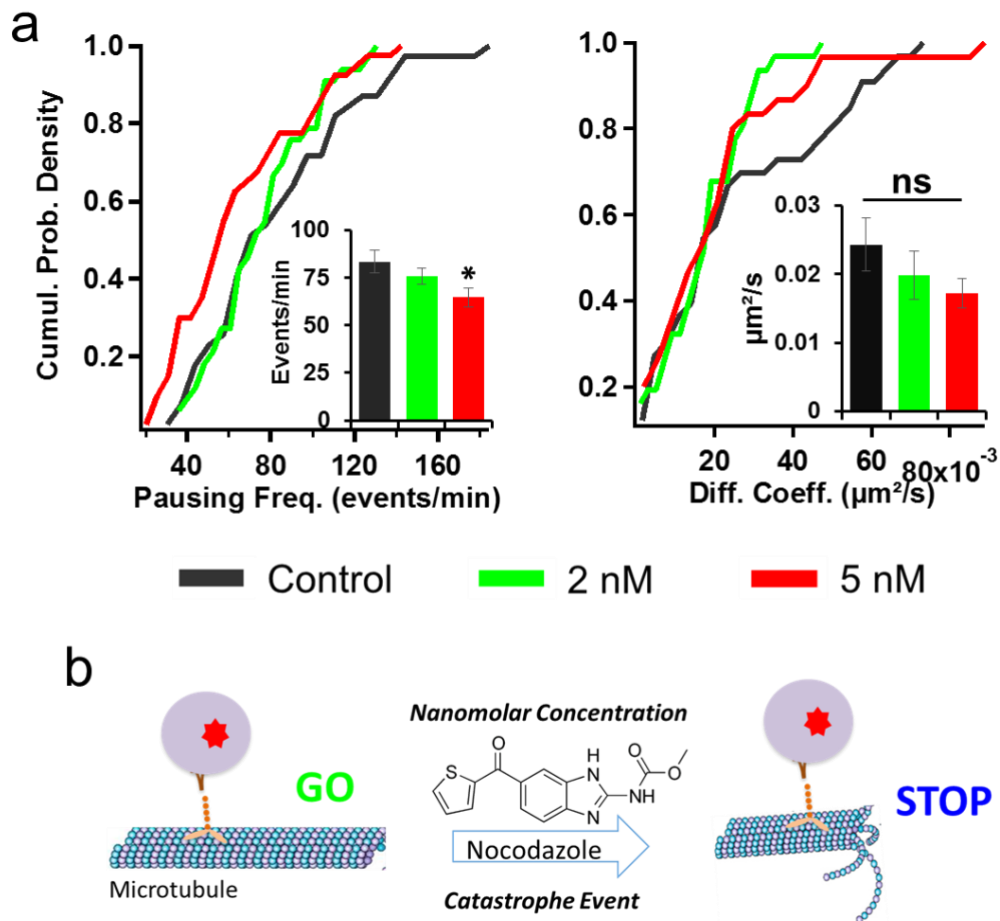 a
1.0
0.8
0.6
0.4
0.2
Cumul. Prob. Density
40 80 120 160
Pausing Freq. (events/min)
100
75
50
25
0
Events/min
*
1.0
0.8
0.6
0.4
0.2
20 40 60 80x10⁻³
Diff. Coeff. (µm²/s)
ns
0.03
0.02
0.01
0
µm²/s
Control 2 nM 5 nM
b
GO
Microtubule
Nanomolar Concentration
O
S
H
N
N
O
NH
O
Nocodazole
Catastrophe Event
STOP